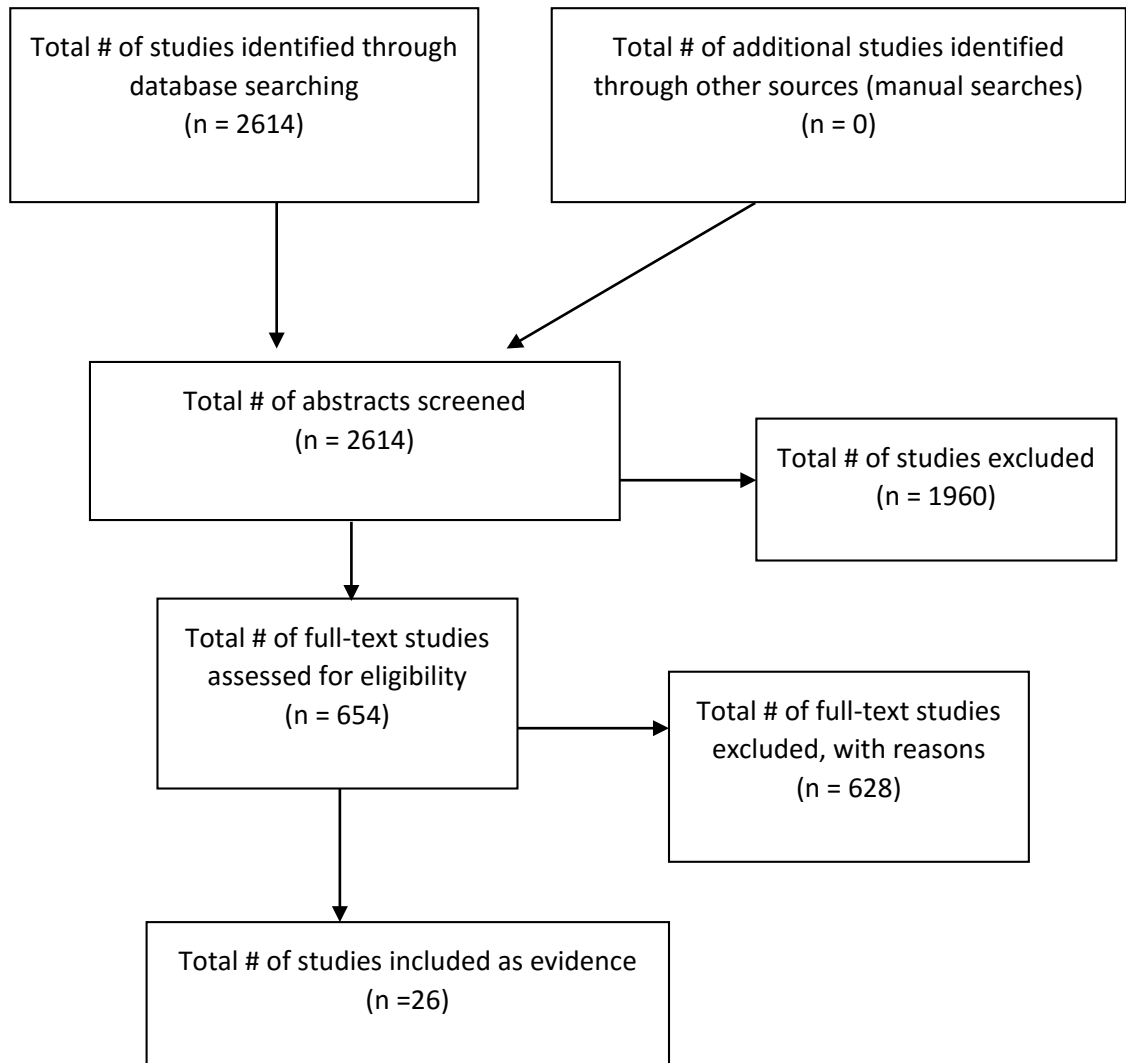 Total # of studies identified through
database searching
(n = 2614)
Total # of additional studies identified
through other sources (manual searches)
(n = 0)
Total # of abstracts screened
(n = 2614)
Total # of studies excluded
(n = 1960)
Total # of full-text studies
assessed for eligibility
(n = 654)
Total # of full-text studies
excluded, with reasons
(n = 628)
Total # of studies included as evidence
(n =26)